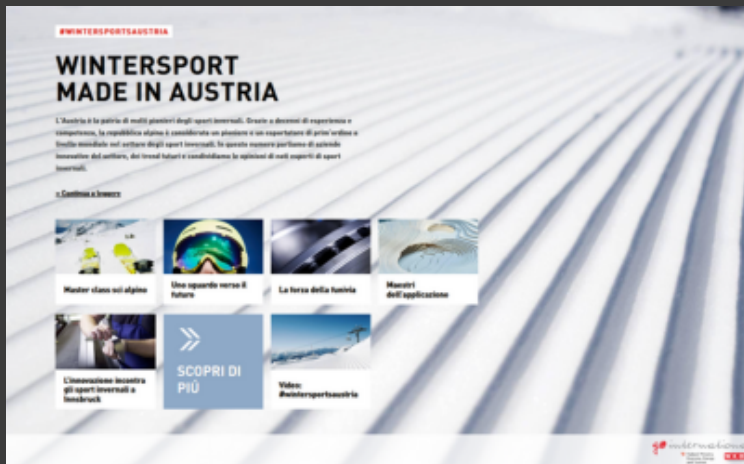 #WINTERSPORTSAUSTRIA
WINTERSPORT
MADE IN AUSTRIA
L'Austria è la patria di molti pionieri degli sport invernali. Grazie a decenni di esperienza e
competenza, la repubblica alpina è considerata un pioniere e un esportatore di prim'ordine a
livello mondiale nel settore degli sport invernali. In questo numero parliamo di aziende
innovative del settore, dei trend futuri e condividiamo le opinioni di noti esperti di sport
invernali.
> Continua a leggere
Master class sci alpino
Uno sguardo verso il
futuro
La forza della funivia
Maestri
dell'applicazione
L'innovazione incontra
gli sport invernali a
Innsbruck
SCOPRI DI
PIÚ
Video:
#wintersportsaustria
go international